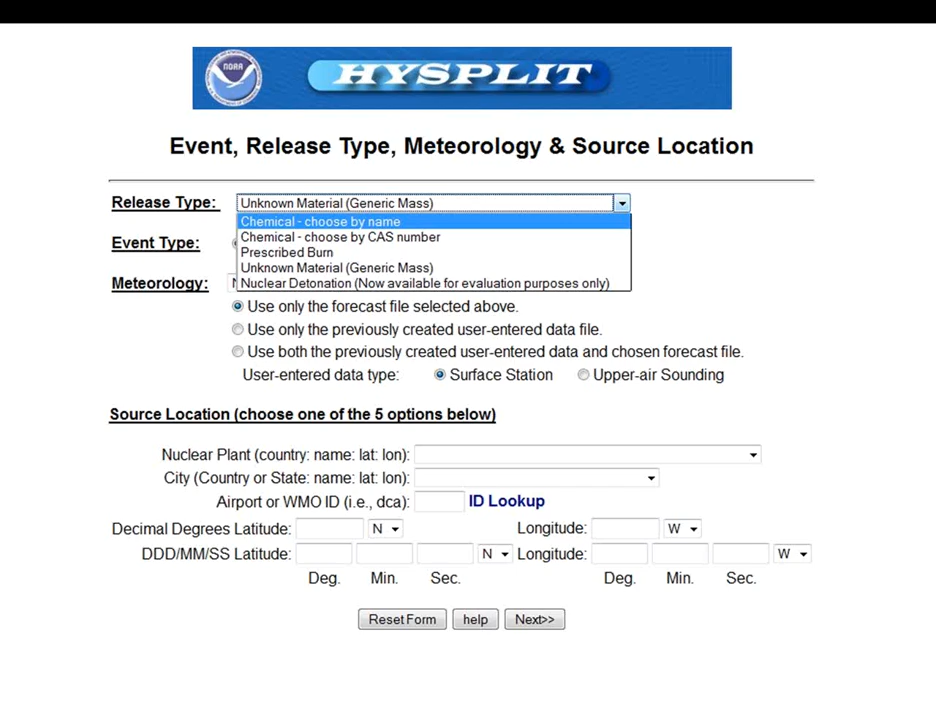 NOAA
HYSPLIT
Event, Release Type, Meteorology & Source Location
Release Type: Unknown Material (Generic Mass)
Chemical - choose by name
Chemical - choose by CAS number
Prescribed Burn
Unknown Material (Generic Mass)
Nuclear Detonation (Now available for evaluation purposes only)
Event Type:
Meteorology:
Use only the forecast file selected above.
Use only the previously created user-entered data file.
Use both the previously created user-entered data and chosen forecast file.
User-entered data type: Surface Station Upper-air Sounding
Source Location (choose one of the 5 options below)
Nuclear Plant (country: name: lat: lon):
City (Country or State: name: lat: lon):
Airport or WMO ID (i.e., dca): ID Lookup
Decimal Degrees Latitude: N Longitude: W
DDD/MM/SS Latitude: N Longitude: W
Deg. Min. Sec. Deg. Min. Sec.
Reset Form help Next>>